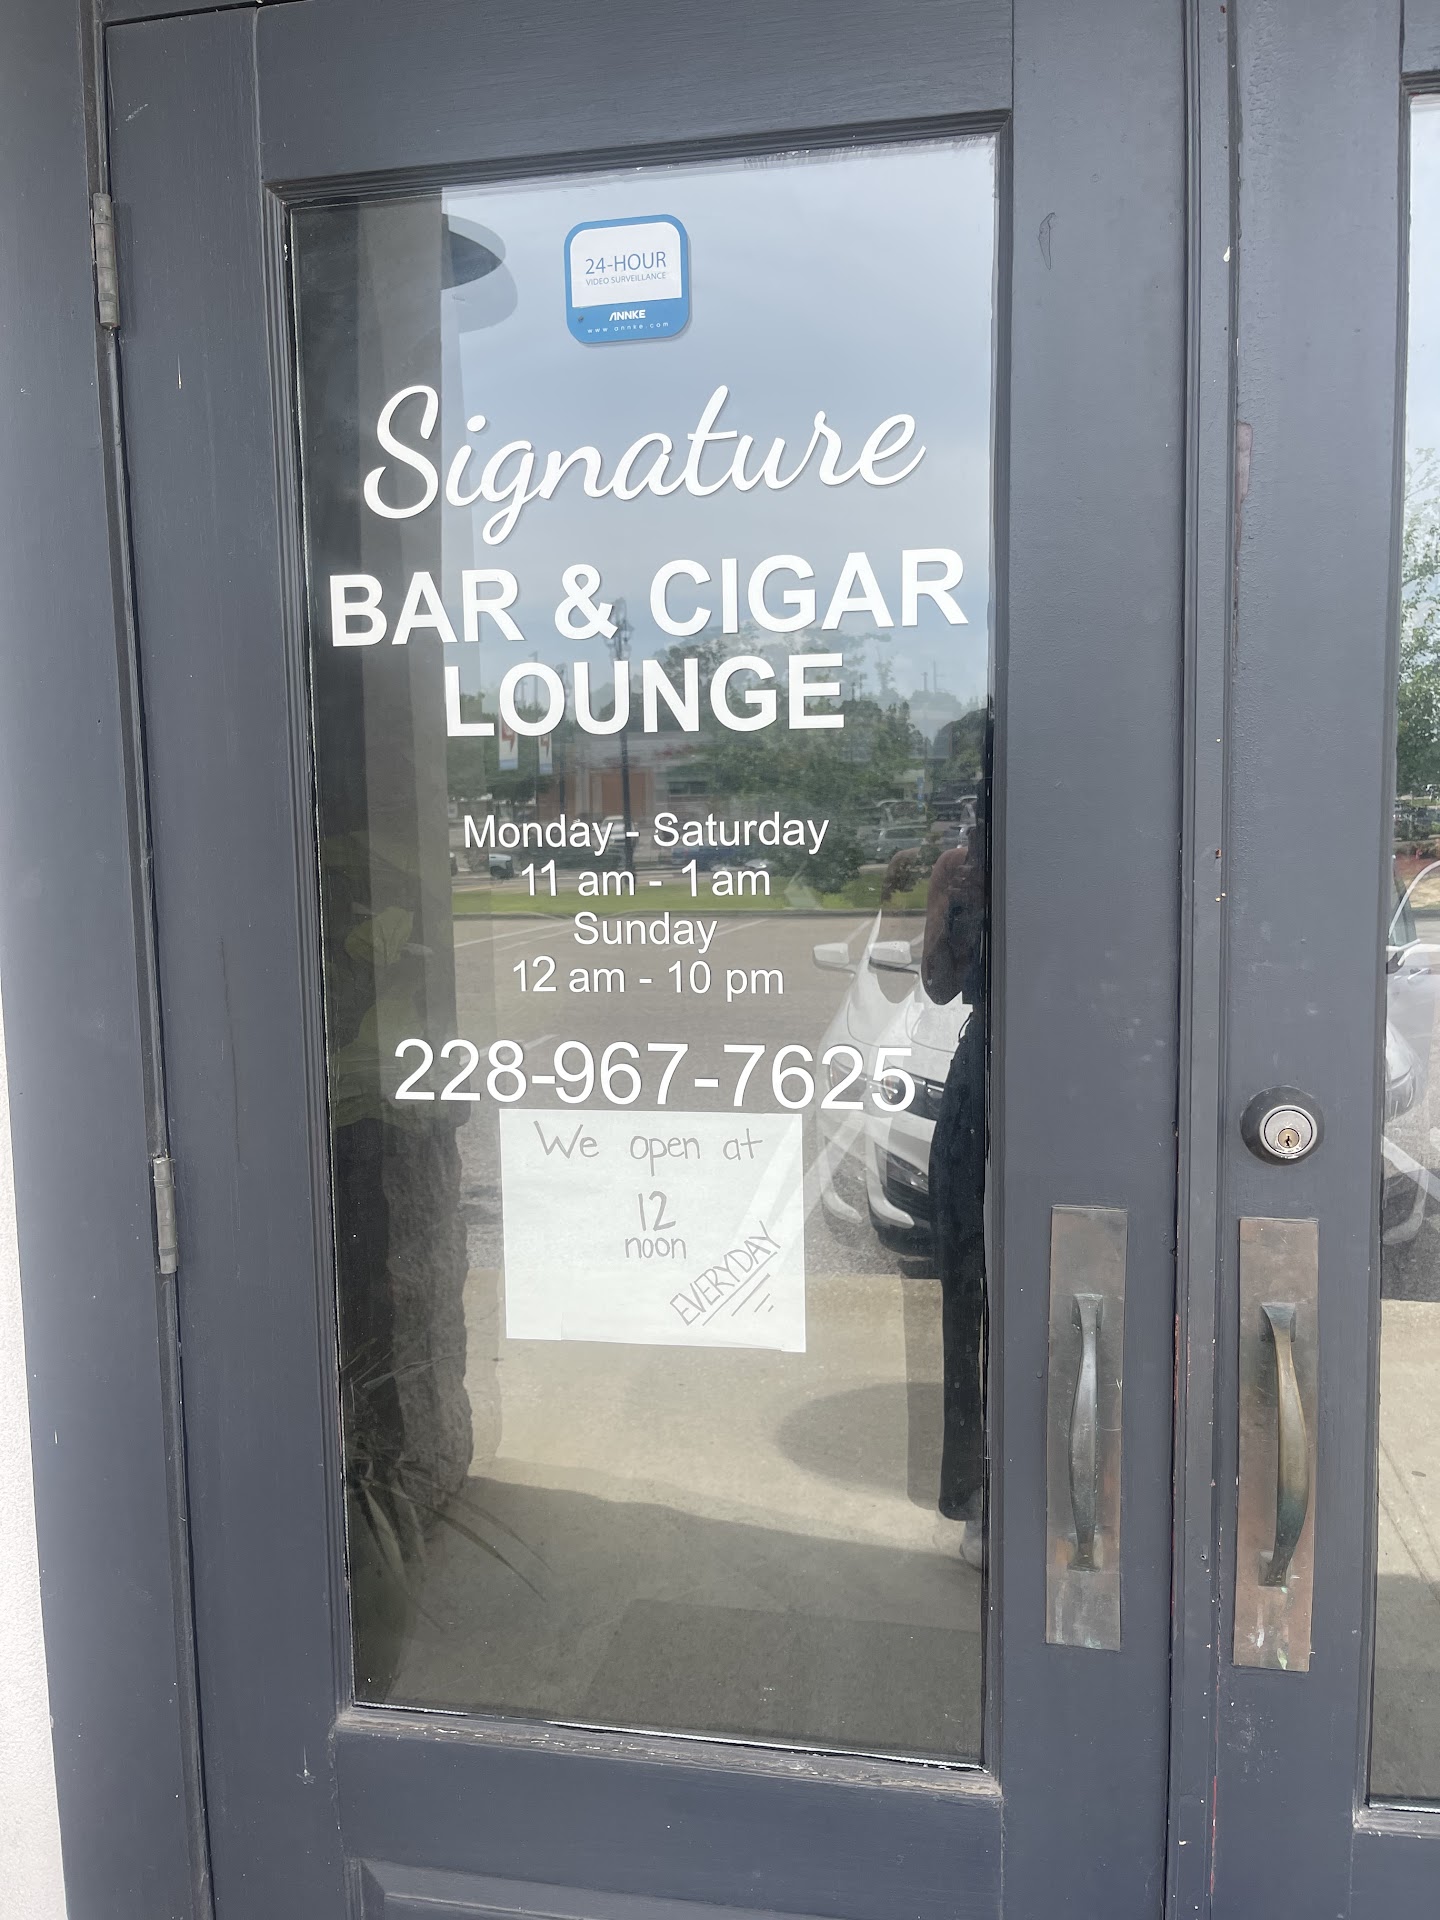 24-HOUR
VIDEO SURVEILLANCE
ANNKE
www.annke.com
Signature
BAR & CIGAR
LOUNGE
Monday - Saturday
11 am - 1 am
Sunday
12 am - 10 pm
228-967-7625
We open at
12
noon
EVERYDAY